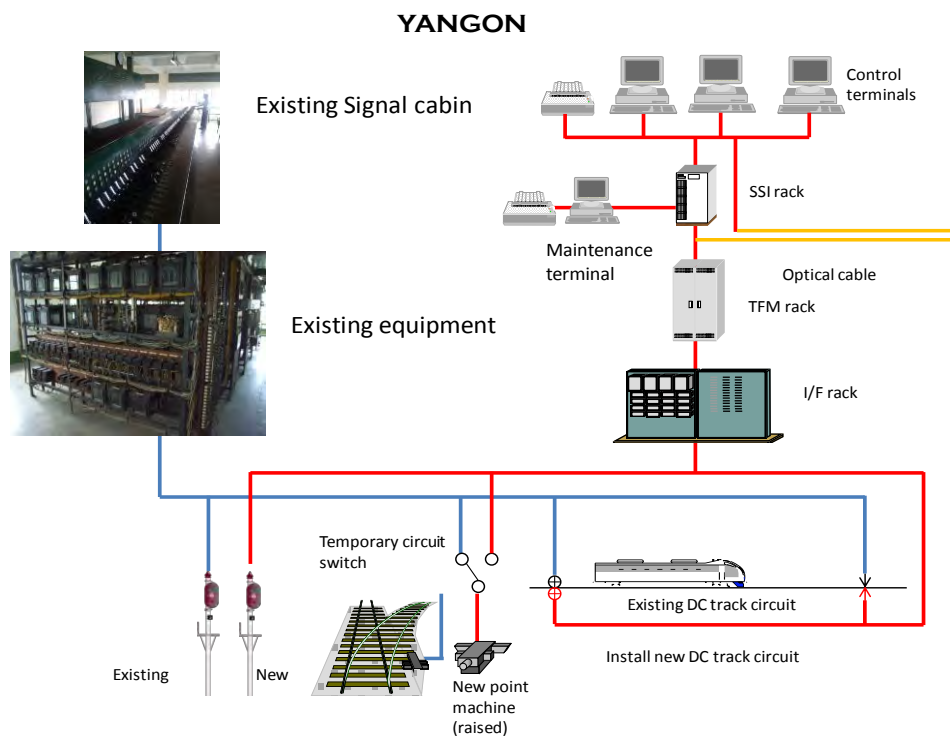 YANGON
Existing Signal cabin
Control
terminals
SSI rack
Maintenance
terminal
Optical cable
TFM rack
Existing equipment
I/F rack
Temporary circuit
switch
Existing DC track circuit
Existing
New
Install new DC track circuit
New point
machine
(raised)